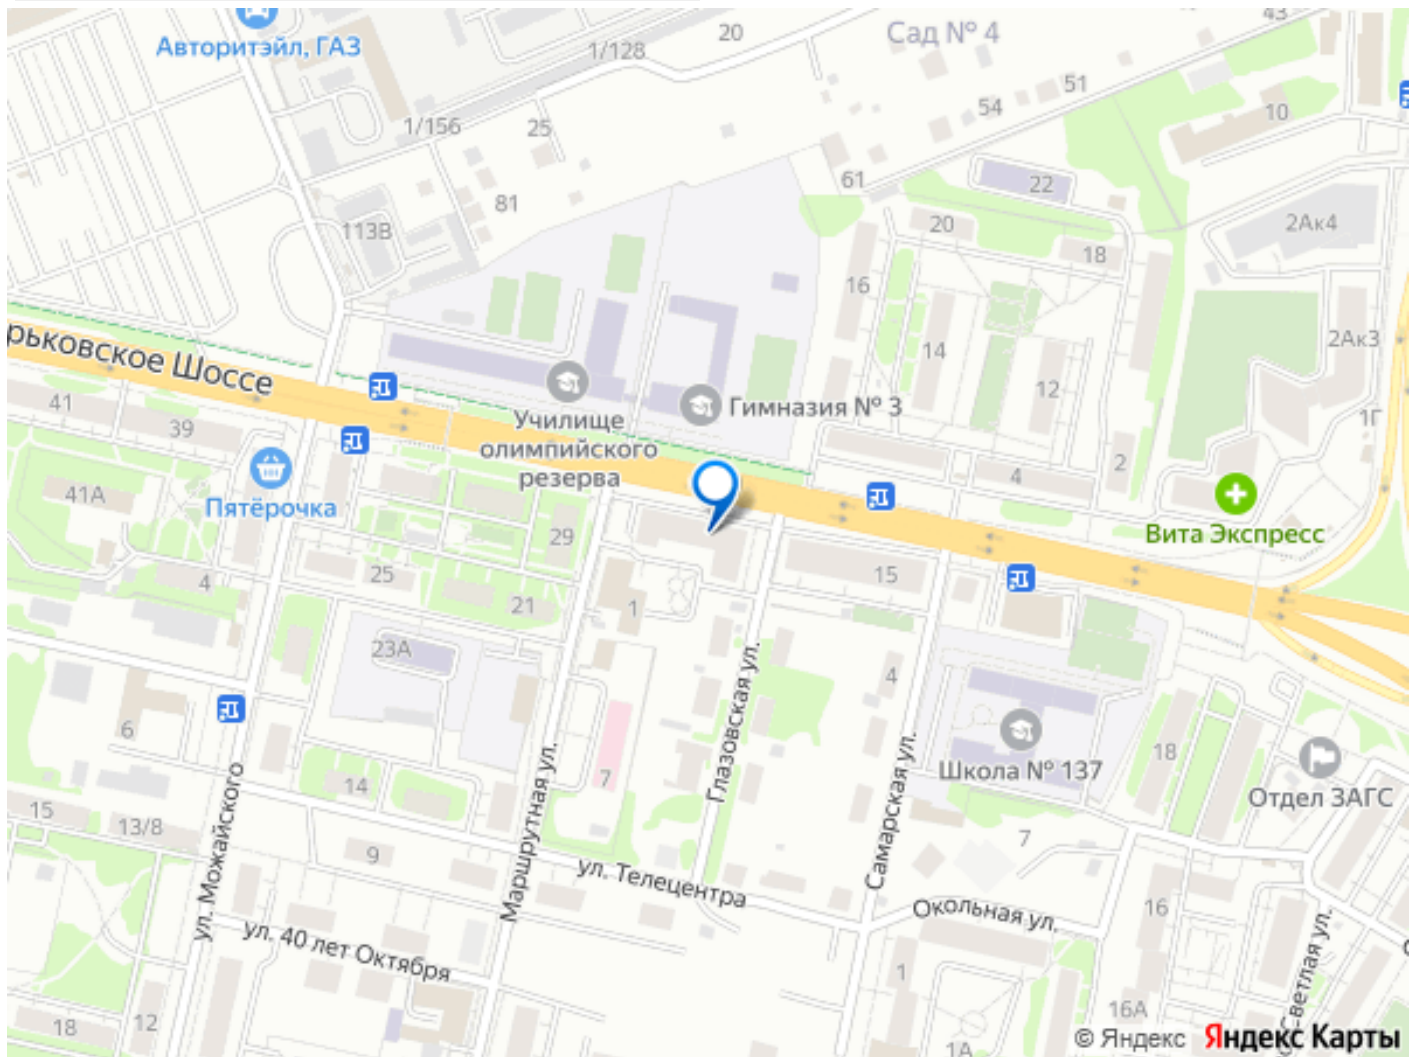 43
20
Сад № 4
Авторитэйл, ГАЗ
1/128
51
54
10
1/156
25
61
22
81
20
2Ак4
113В
18
16
2Ак3
14
рьковское Шоссе
12
41
39
Гимназия № 3
1Г
Училище
олимпийского
резерва
2
4
41А
Пятёрочка
Вита Экспресс
29
25
15
4
21
1
23А
4
Глазовская ул.
6
18
Школа № 137
7
14
Отдел ЗАГС
15
13/8
Маршрутная ул.
ул. Можайского
Самарская ул.
7
9
ул. Телецентра
Окольная ул.
16
ул. 40 лет Октября
Светлая ул.
1
16А
18
12
1А
© Яндекс Яндекс Карты